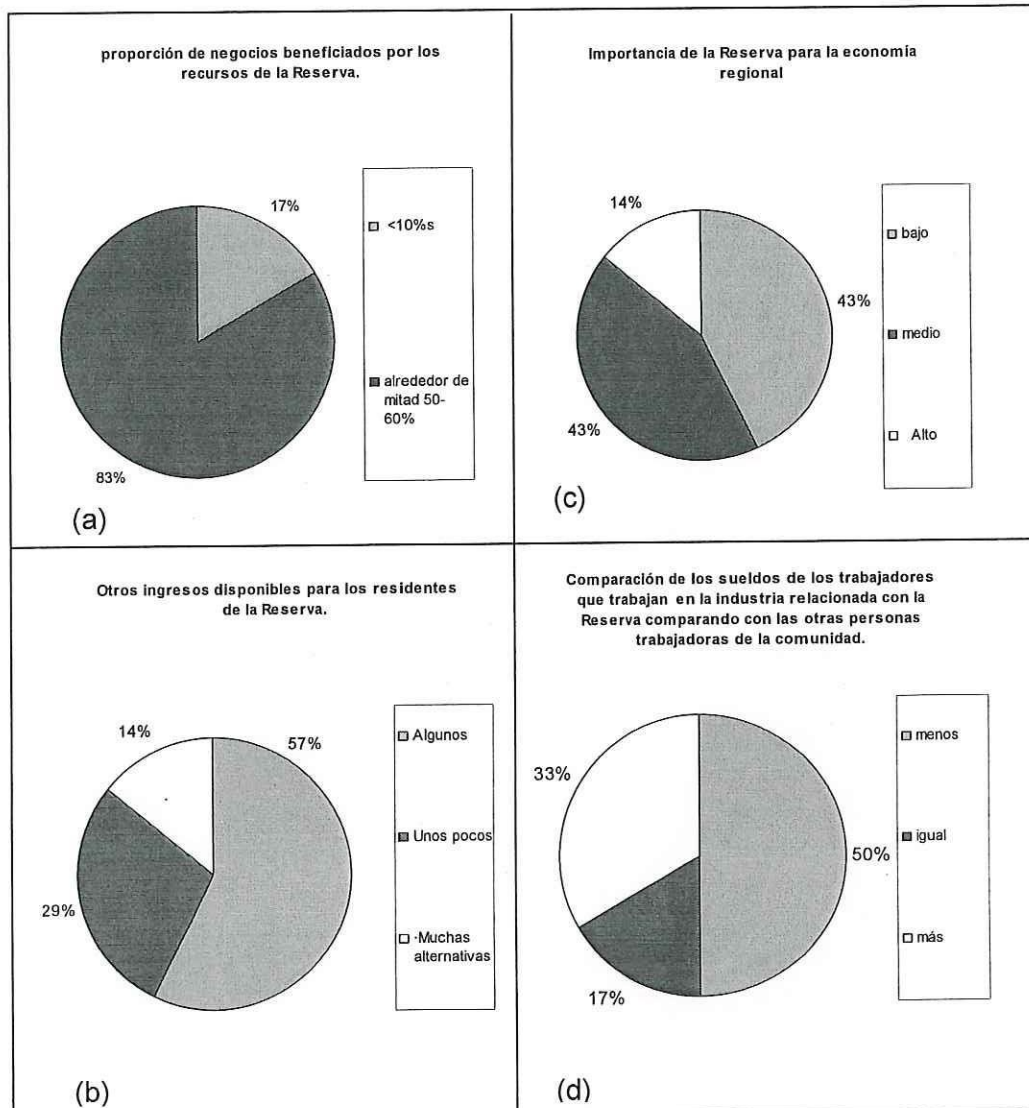 proporción de negocios beneficiados por los
recursos de la Reserva.
17%
<10%s
alrededor de
mitad 50-
60%
83%
(a)
Importancia de la Reserva para la economía
regional
14%
bajo
43%
medio
43%
Alto
(c)
Otros ingresos disponibles para los residentes
de la Reserva.
14%
57%
Algunos
Unos pocos
29%
-Muchas
alternativas
(b)
Comparación de los sueldos de los trabajadores
que trabajan en la industria relacionada con la
Reserva comparando con las otras personas
trabajadoras de la comunidad.
menos
33%
50%
igual
más
17%
(d)